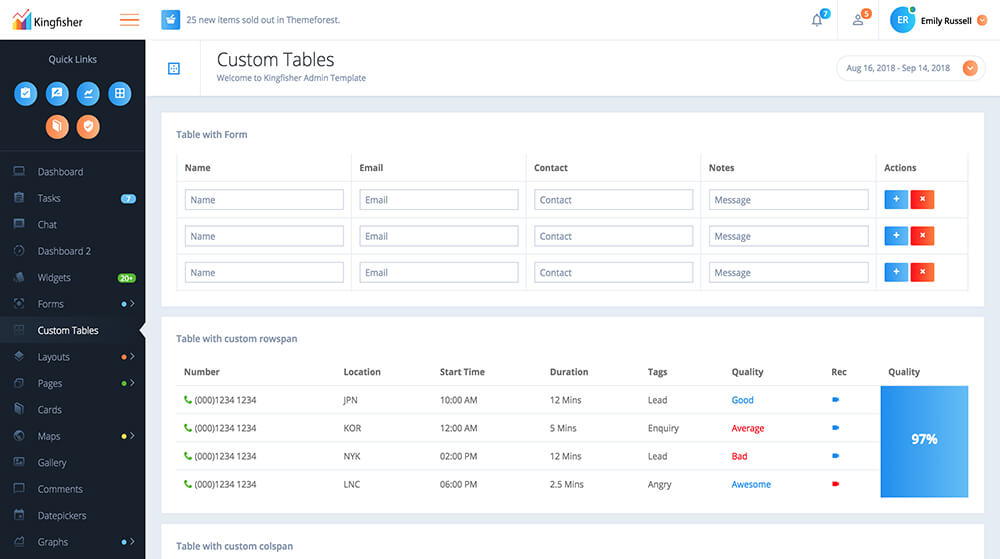 Kingfisher
25 new items sold out in Themeforest.
7
5
ER
Emily Russell
Quick Links
Dashboard
Tasks
7
Chat
Dashboard 2
Widgets
20+
Forms
Custom Tables
Layouts
Pages
Cards
Maps
Gallery
Comments
Datepickers
Graphs
Custom Tables
Welcome to Kingfisher Admin Template
Aug 16, 2018 - Sep 14, 2018
Table with Form
Name Email Contact Notes Actions
Name Email Contact Message + ×
Name Email Contact Message + ×
Name Email Contact Message + ×
Table with custom rowspan
Number Location Start Time Duration Tags Quality Rec Quality
(000)1234 1234 JPN 10:00 AM 12 Mins Lead Good
(000)1234 1234 KOR 12:00 AM 5 Mins Enquiry Average
97%
(000)1234 1234 NYK 02:00 PM 12 Mins Lead Bad
(000)1234 1234 LNC 06:00 PM 2.5 Mins Angry Awesome
Table with custom colspan